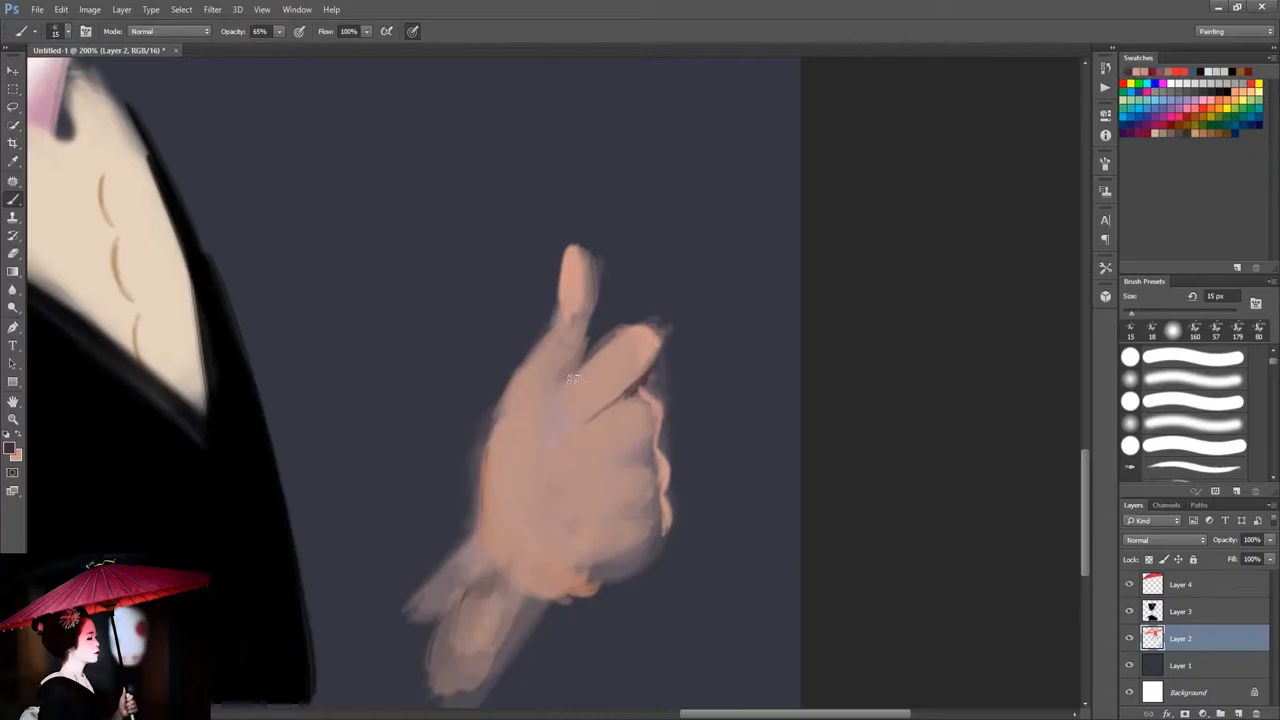 Ps File Edit Image Layer Type Select Filter 3D View Window Help
15 Mode: Normal Opacity: 65% Flow: 100% Painting
Untitled-1 @ 200% (Layer 2, RGB/16) * ×
Swatches
Brush Presets
Size: 15 px
15 18 160 57 179 80
Layers Channels Paths
Kind
Normal Opacity: 100%
Lock: Fill: 100%
Layer 4
Layer 3
Layer 2
Layer 1
Background